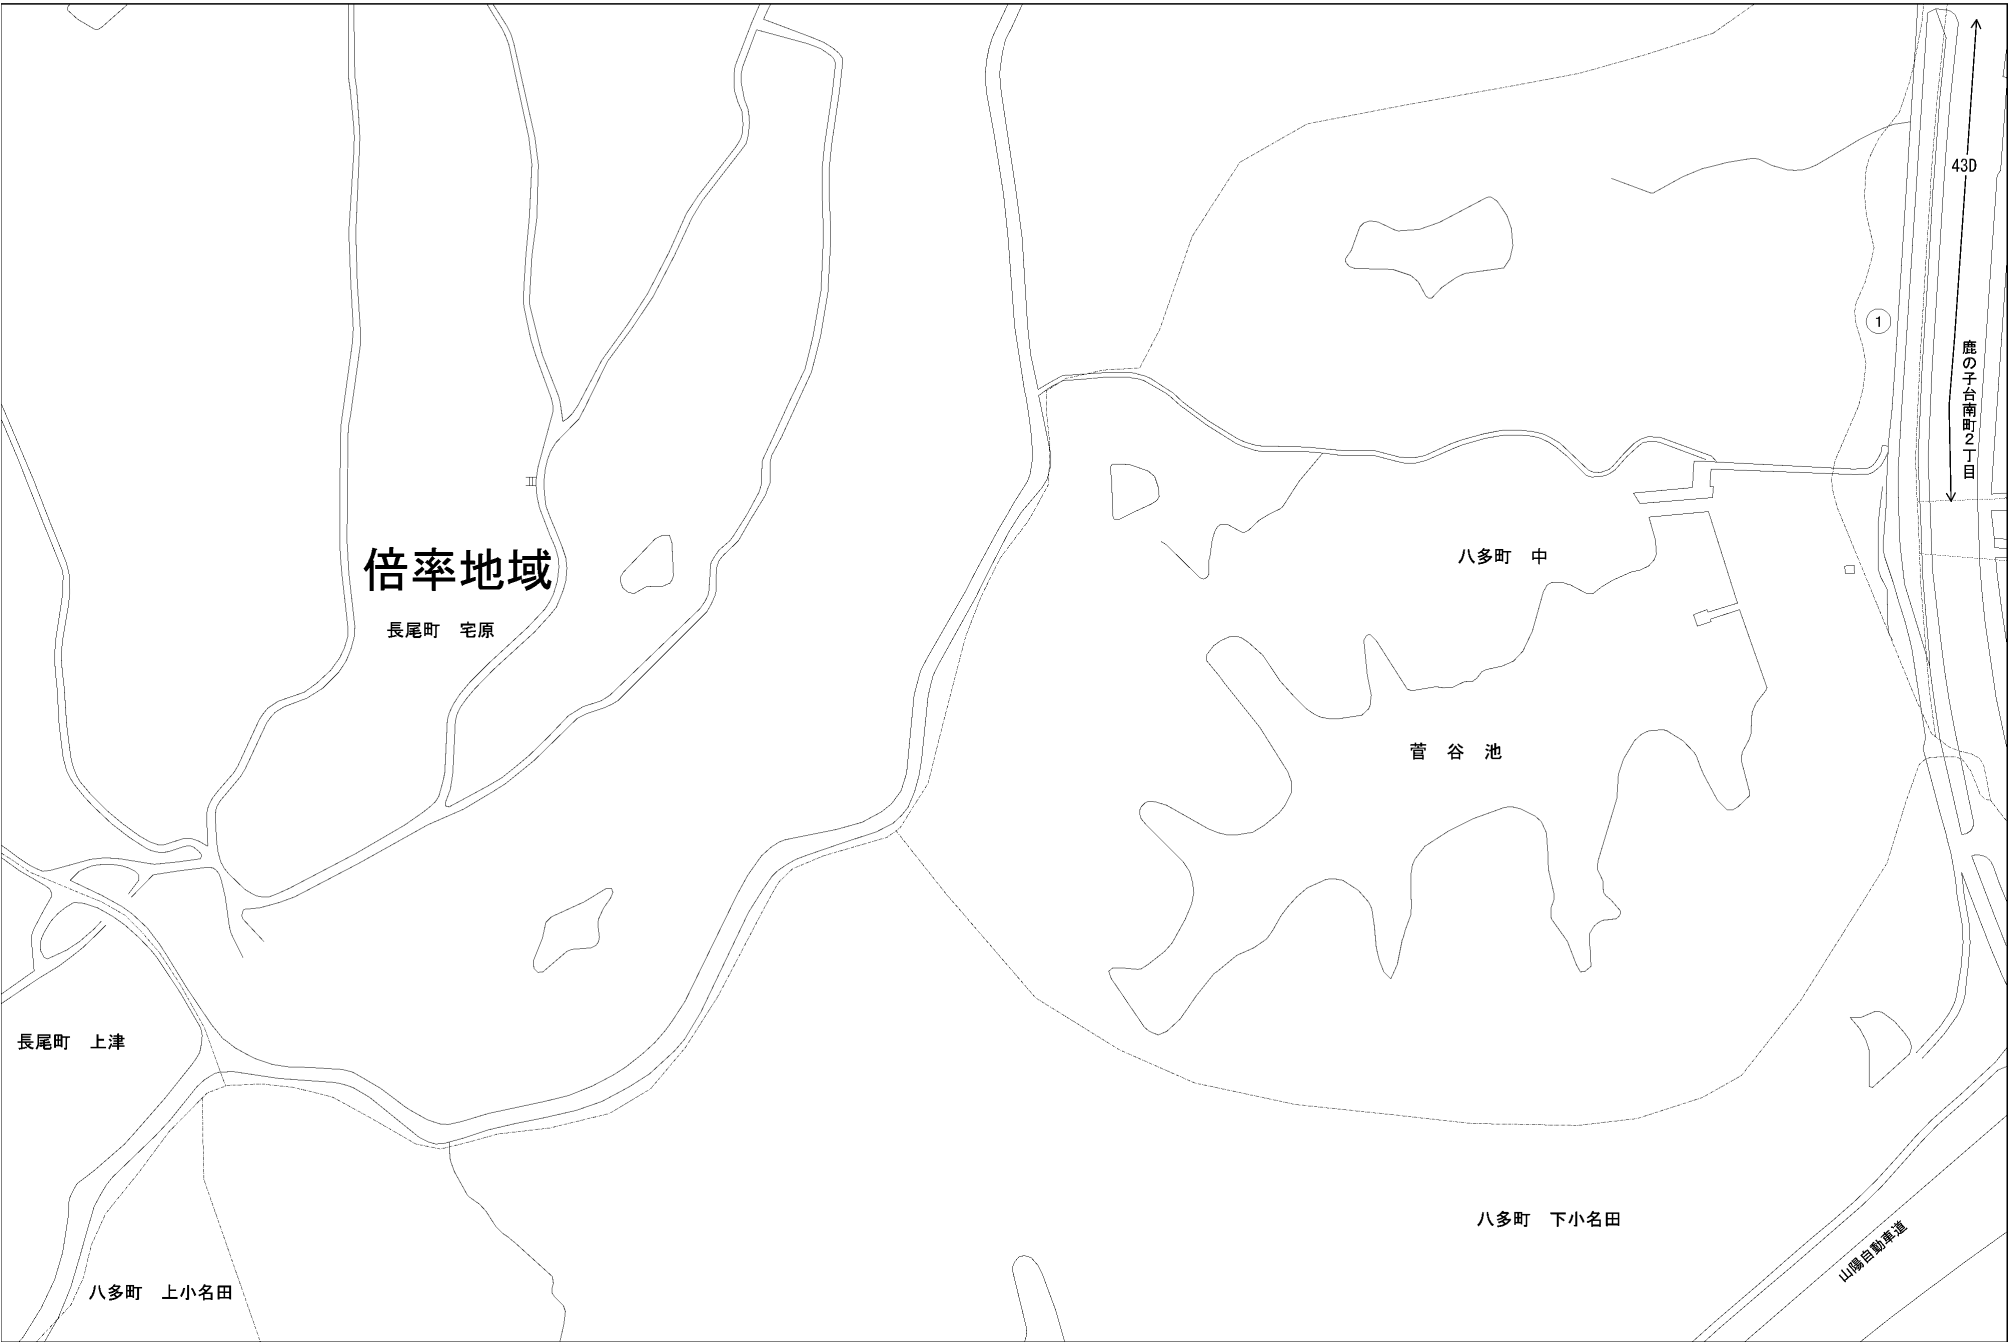 43D
1
鹿の子台南町2丁目
八多町　中
倍率地域
長尾町　宅原
菅　谷　池
長尾町　上津
八多町　下小名田
山陽自動車道
八多町　上小名田